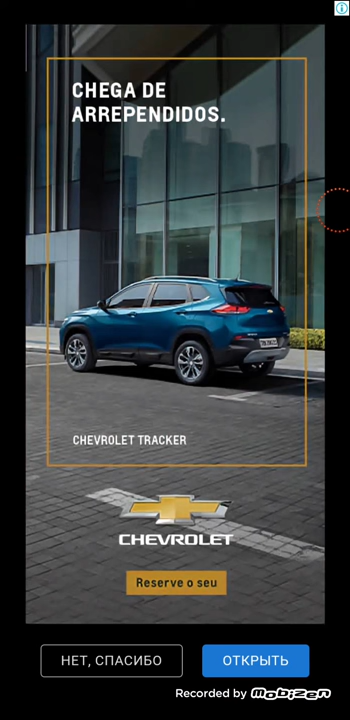 CHEGA DE
ARREPENDIDOS.
CHEVROLET TRACKER
CHEVROLET
Reserve o seu
НЕТ, СПАСИБО
ОТКРЫТЬ
Recorded by Mobizen